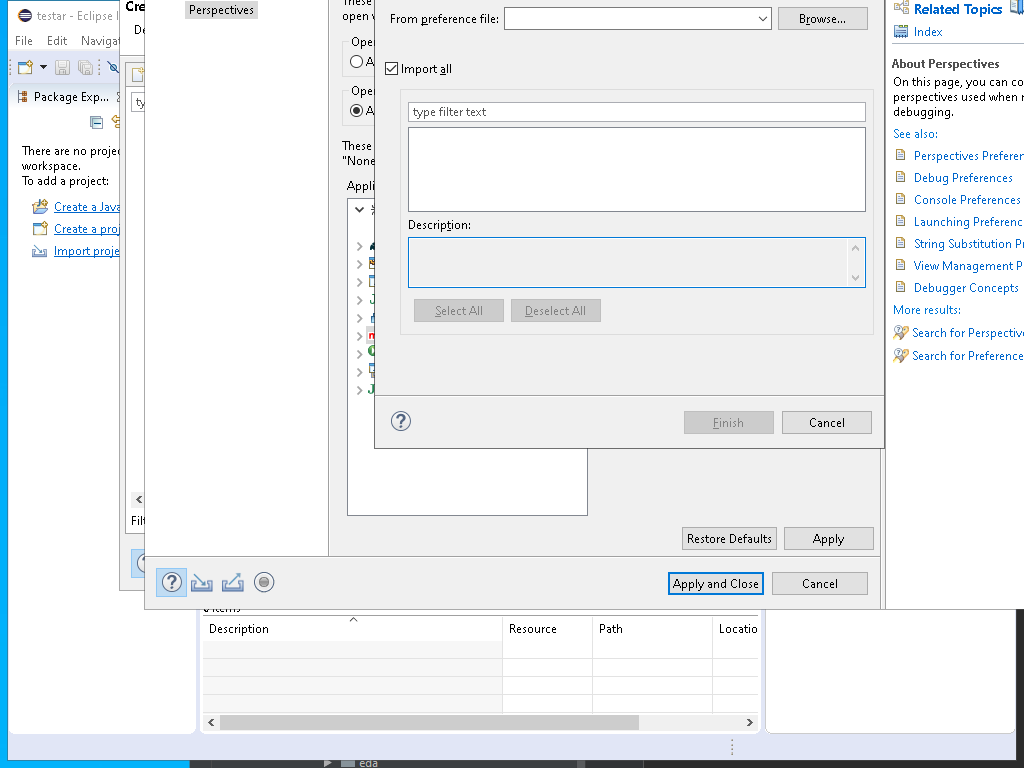 testar - Eclipse I
File Edit Navigat
Package Exp...
There are no proje
workspace.
To add a project:
Create a Java
Create a proj
Import proje
Cre
De
ty
Filt
Perspectives
These
open
Open
A
Open
A
These
"None
Appli
From preference file:
Browse...
Import all
type filter text
Description:
Select All
Deselect All
Finish
Cancel
Restore Defaults
Apply
Apply and Close
Cancel
Related Topics
Index
About Perspectives
On this page, you can co
perspectives used when r
debugging.
See also:
Perspectives Preferen
Debug Preferences
Console Preferences
Launching Preferenc
String Substitution Pr
View Management P
Debugger Concepts
More results:
Search for Perspective
Search for Preference
0 items
Description
Resource
Path
Locatio
eda